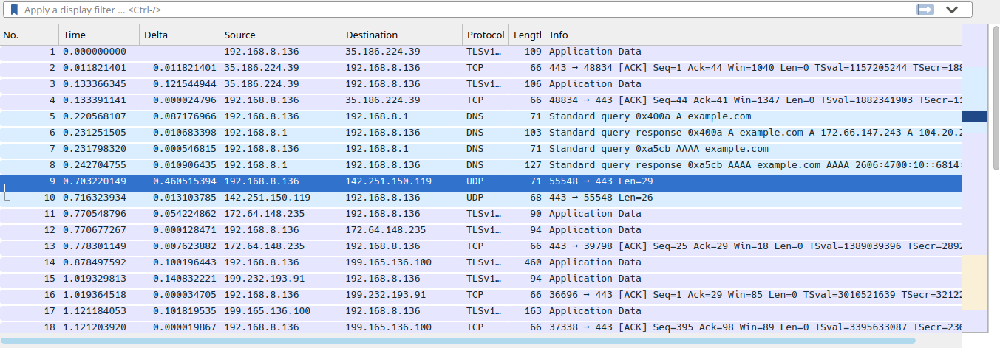 Apply a display filter ... <Ctrl-/> +
No. Time Delta Source Destination Protocol Lengtl Info
1 0.000000000 192.168.8.136 35.186.224.39 TLSv1… 109 Application Data
2 0.011821401 0.011821401 35.186.224.39 192.168.8.136 TCP 66 443 → 48834 [ACK] Seq=1 Ack=44 Win=1040 Len=0 TSval=1157205244 TSecr=188
3 0.133366345 0.121544944 35.186.224.39 192.168.8.136 TLSv1… 106 Application Data
4 0.133391141 0.000024796 192.168.8.136 35.186.224.39 TCP 66 48834 → 443 [ACK] Seq=44 Ack=41 Win=1347 Len=0 TSval=1882341903 TSecr=11
5 0.220568107 0.087176966 192.168.8.136 192.168.8.1 DNS 71 Standard query 0x400a A example.com
6 0.231251505 0.010683398 192.168.8.1 192.168.8.136 DNS 103 Standard query response 0x400a A example.com A 172.66.147.243 A 104.20.2
7 0.231798320 0.000546815 192.168.8.136 192.168.8.1 DNS 71 Standard query 0xa5cb AAAA example.com
8 0.242704755 0.010906435 192.168.8.1 192.168.8.136 DNS 127 Standard query response 0xa5cb AAAA example.com AAAA 2606:4700:10::6814:
9 0.703220149 0.460515394 192.168.8.136 142.251.150.119 UDP 71 55548 → 443 Len=29
10 0.716323934 0.013103785 142.251.150.119 192.168.8.136 UDP 68 443 → 55548 Len=26
11 0.770548796 0.054224862 172.64.148.235 192.168.8.136 TLSv1… 90 Application Data
12 0.770677267 0.000128471 192.168.8.136 172.64.148.235 TLSv1… 94 Application Data
13 0.778301149 0.007623882 172.64.148.235 192.168.8.136 TCP 66 443 → 39798 [ACK] Seq=25 Ack=29 Win=18 Len=0 TSval=1389039396 TSecr=2892
14 0.878497592 0.100196443 192.168.8.136 199.165.136.100 TLSv1… 460 Application Data
15 1.019329813 0.140832221 199.232.193.91 192.168.8.136 TLSv1… 94 Application Data
16 1.019364518 0.000034705 192.168.8.136 199.232.193.91 TCP 66 36696 → 443 [ACK] Seq=1 Ack=29 Win=85 Len=0 TSval=3010521639 TSecr=32122
17 1.121184053 0.101819535 199.165.136.100 192.168.8.136 TLSv1… 163 Application Data
18 1.121203920 0.000019867 192.168.8.136 199.165.136.100 TCP 66 37338 → 443 [ACK] Seq=395 Ack=98 Win=89 Len=0 TSval=3395633087 TSecr=236